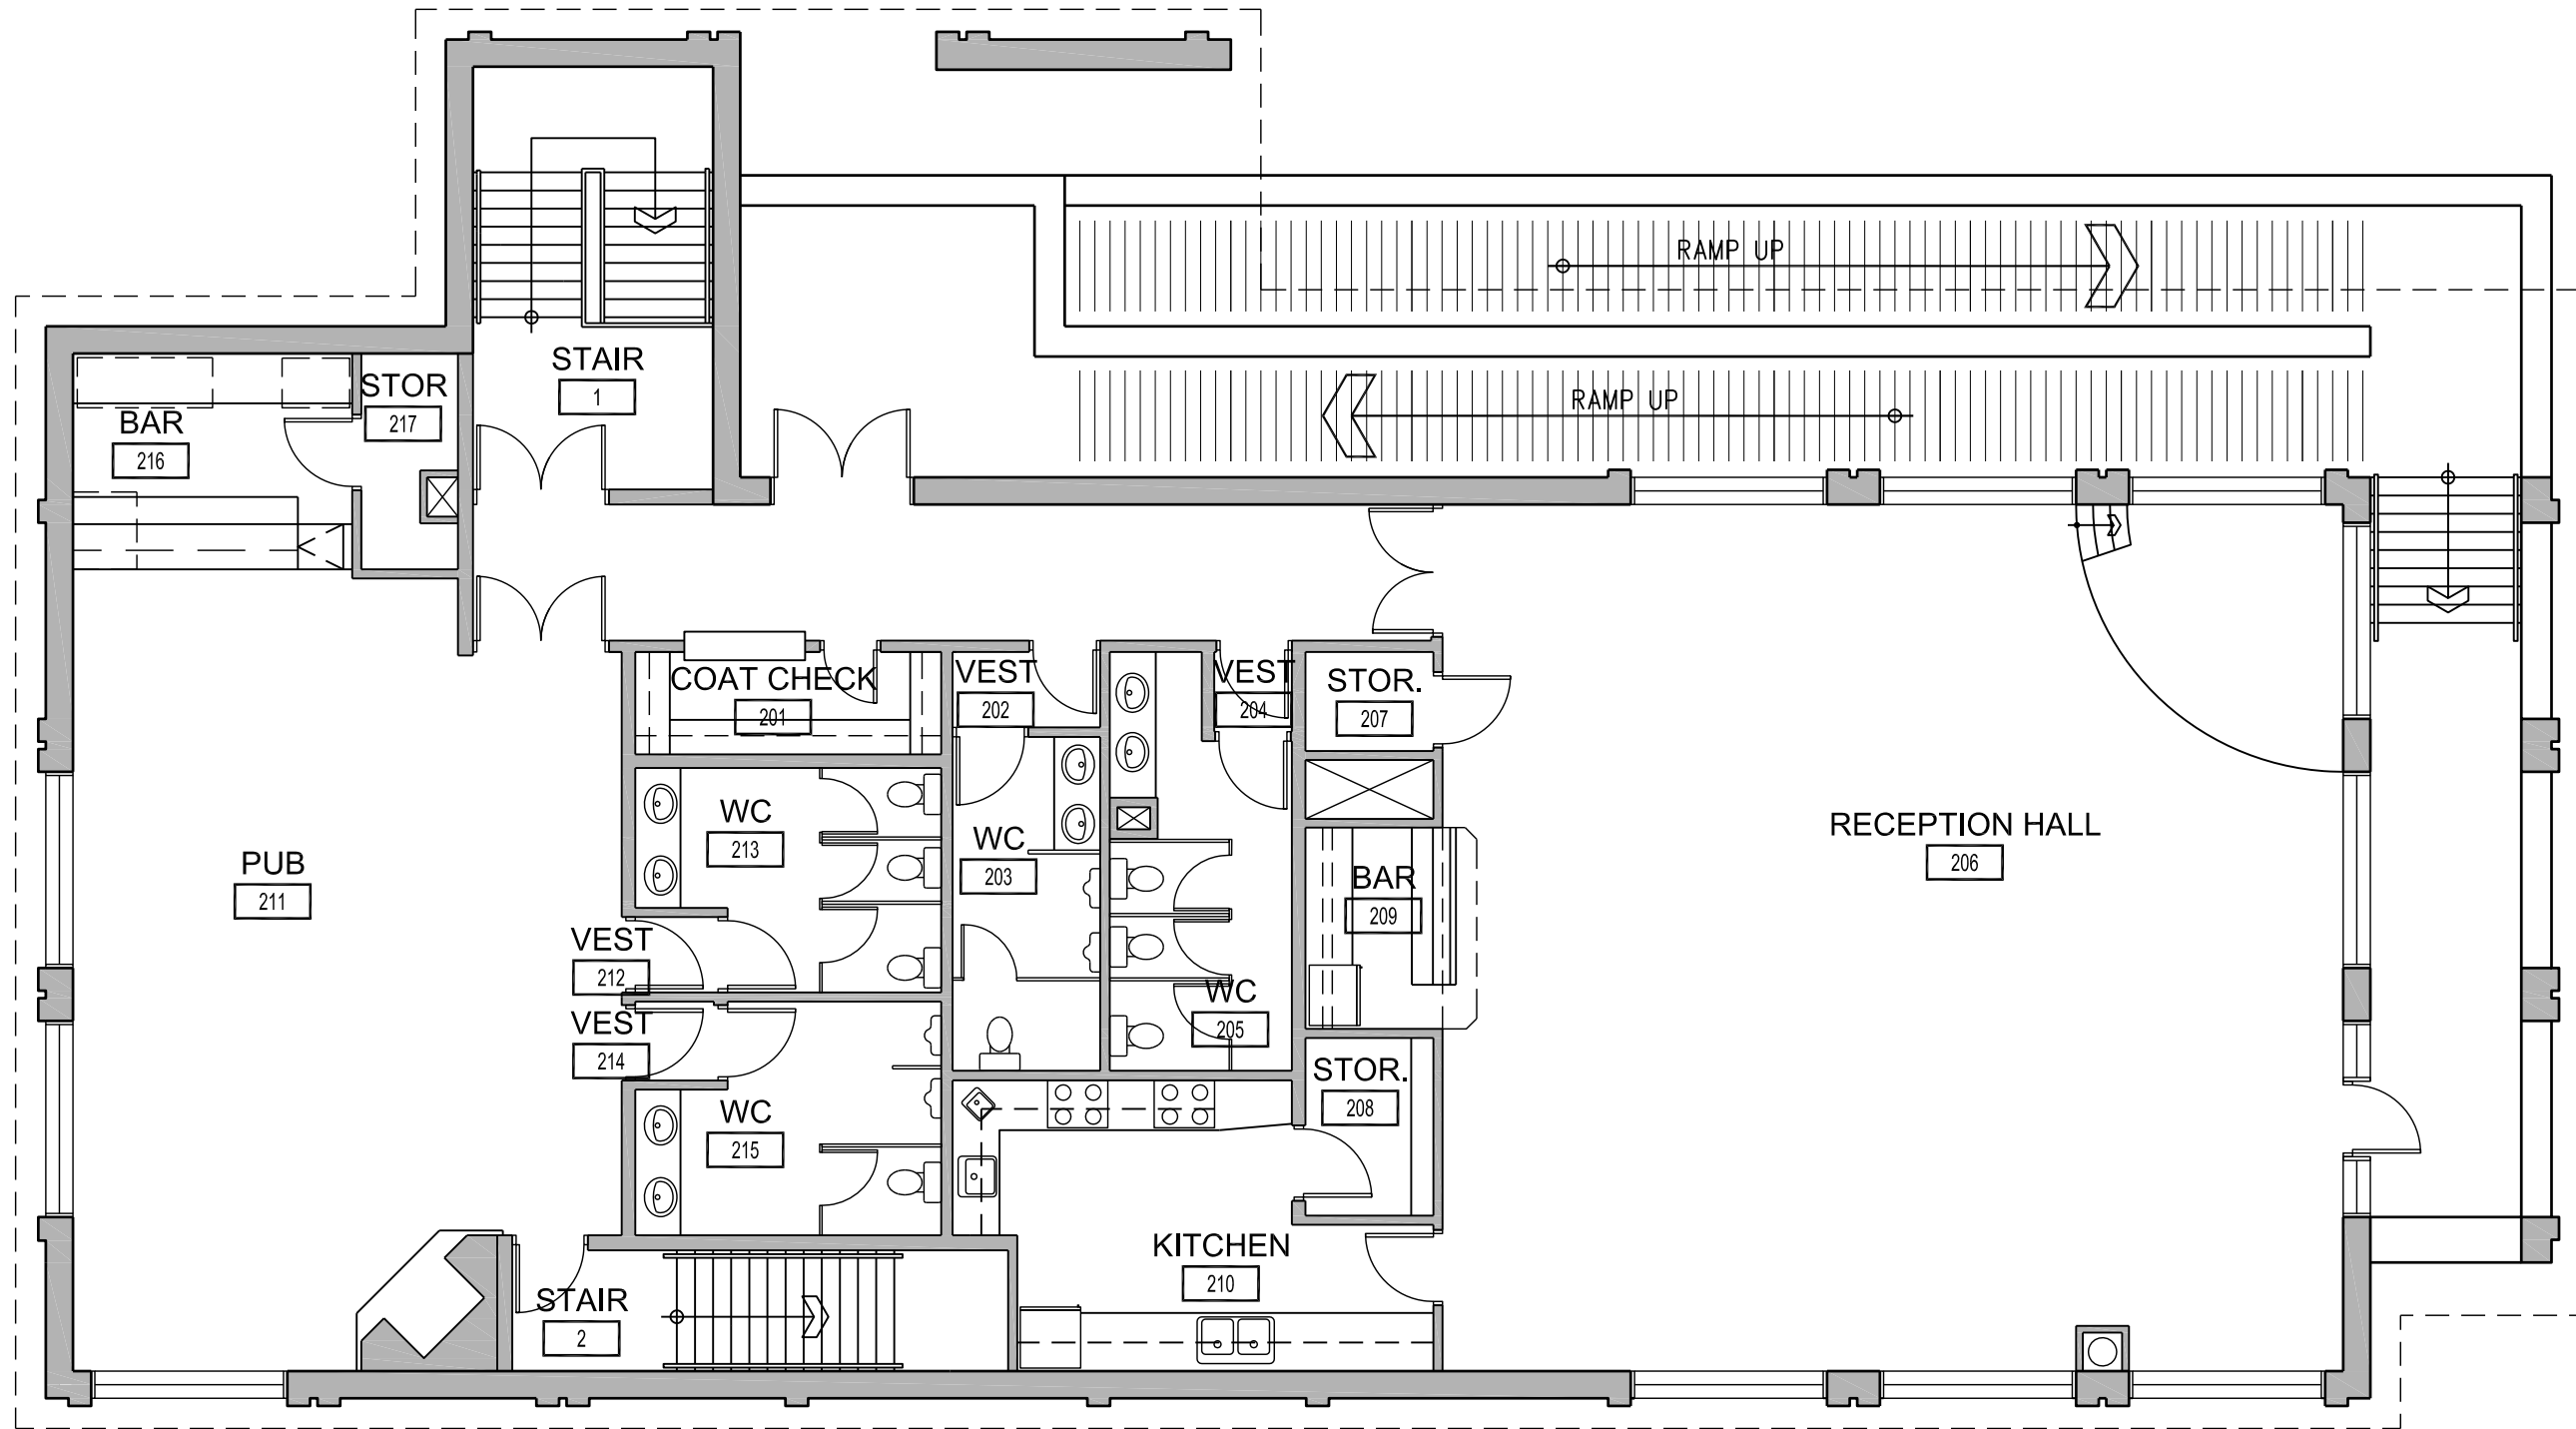 RAMP UP
STAIR
1
STOR
217
RAMP UP
BAR
216
COAT CHECK
201
VEST
202
VEST
204
STOR.
207
WC
213
WC
203
RECEPTION HALL
206
PUB
211
BAR
209
VEST
212
WC
205
VEST
214
STOR.
208
WC
215
KITCHEN
210
STAIR
2